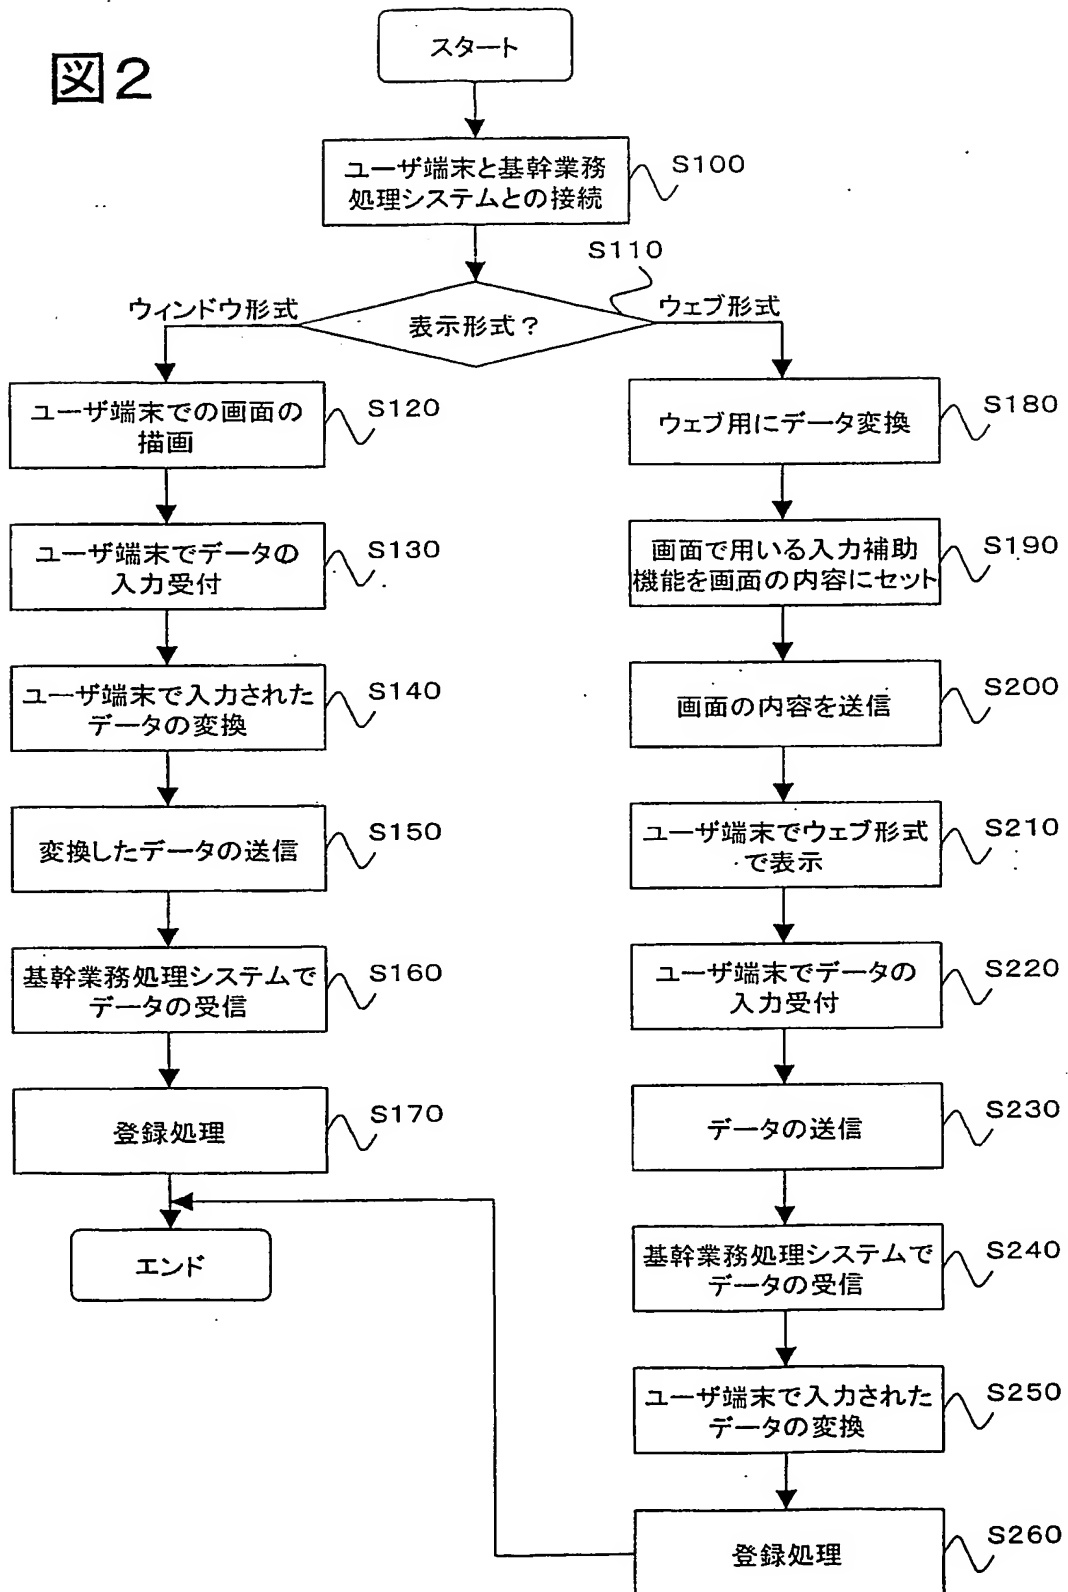 図2
スタート
ユーザ端末と基幹業務
処理システムとの接続
S100
S110
ウィンドウ形式
表示形式？
ウェブ形式
ユーザ端末での画面の
描画
S120
ユーザ端末でデータの
入力受付
S130
ユーザ端末で入力された
データの変換
S140
変換したデータの送信
S150
基幹業務処理システムで
データの受信
S160
登録処理
S170
エンド
ウェブ用にデータ変換
S180
画面で用いる入力補助
機能を画面の内容にセット
S190
画面の内容を送信
S200
ユーザ端末でウェブ形式
で表示
S210
ユーザ端末でデータの
入力受付
S220
データの送信
S230
基幹業務処理システムで
データの受信
S240
ユーザ端末で入力された
データの変換
S250
登録処理
S260